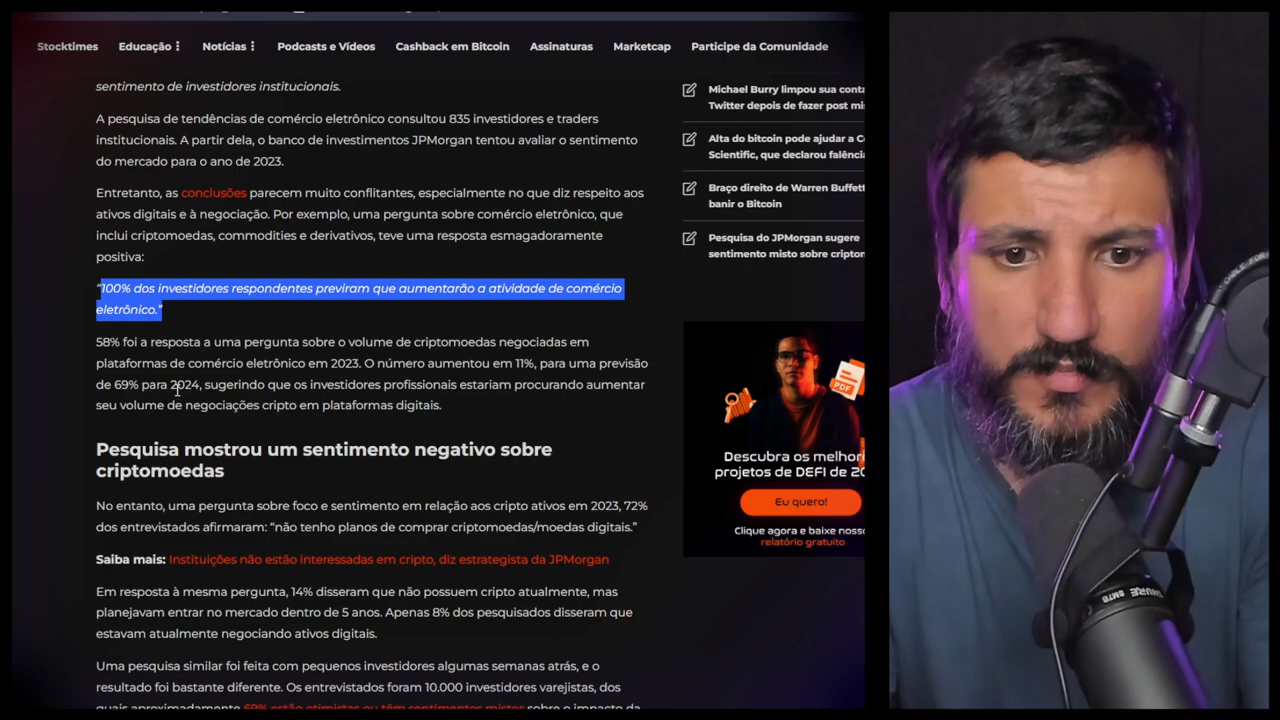 Stocktimes Educação Notícias Podcasts e Vídeos Cashback em Bitcoin Assinaturas Marketcap Participe da Comunidade
sentimento de investidores institucionais.
A pesquisa de tendências de comércio eletrônico consultou 835 investidores e traders
institucionais. A partir dela, o banco de investimentos JPMorgan tentou avaliar o sentimento
do mercado para o ano de 2023.
Entretanto, as conclusões parecem muito conflitantes, especialmente no que diz respeito aos
ativos digitais e à negociação. Por exemplo, uma pergunta sobre comércio eletrônico, que
inclui criptomoedas, commodities e derivativos, teve uma resposta esmagadoramente
positiva:
“100% dos investidores respondentes previram que aumentarão a atividade de comércio
eletrônico.”
58% foi a resposta a uma pergunta sobre o volume de criptomoedas negociadas em
plataformas de comércio eletrônico em 2023. O número aumentou em 11%, para uma previsão
de 69% para 2024, sugerindo que os investidores profissionais estariam procurando aumentar
seu volume de negociações cripto em plataformas digitais.
Pesquisa mostrou um sentimento negativo sobre
criptomoedas
No entanto, uma pergunta sobre foco e sentimento em relação aos cripto ativos em 2023, 72%
dos entrevistados afirmaram: “não tenho planos de comprar criptomoedas/moedas digitais.”
Saiba mais: Instituições não estão interessadas em cripto, diz estrategista da JPMorgan
Em resposta à mesma pergunta, 14% disseram que não possuem cripto atualmente, mas
planejavam entrar no mercado dentro de 5 anos. Apenas 8% dos pesquisados disseram que
estavam atualmente negociando ativos digitais.
Uma pesquisa similar foi feita com pequenos investidores algumas semanas atrás, e o
resultado foi bastante diferente. Os entrevistados foram 10.000 investidores varejistas, dos
quais aproximadamente 69% estão otimistas ou têm sentimentos mistos sobre o impacto da
Michael Burry limpou sua conta
Twitter depois de fazer post mi
Alta do bitcoin pode ajudar a C
Scientific, que declarou falência
Braço direito de Warren Buffett
banir o Bitcoin
Pesquisa do JPMorgan sugere
sentimento misto sobre cripton
PDF
Descubra os melhor
projetos de DEFI de 20
Eu quero!
Clique agora e baixe nosso
relatório gratuito
SHURE SM7B